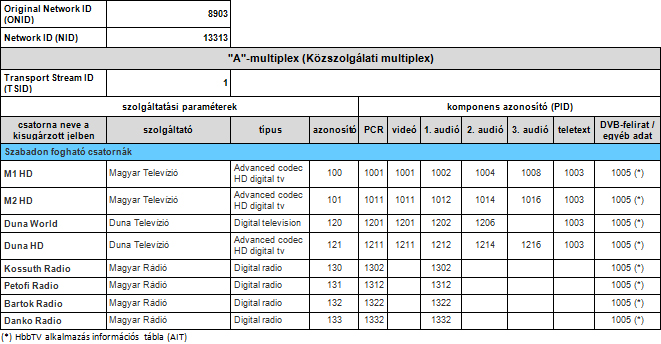 Original Network ID (ONID) 8903
Network ID (NID) 13313
"A"-multiplex (Közszolgálati multiplex)
Transport Stream ID (TSID) 1
szolgáltatási paraméterek komponens azonosító (PID)
csatorna neve a kisugárzott jelben szolgáltató típus azonosító PCR videó 1. audió 2. audió 3. audió teletext DVB-felirat / egyéb adat
Szabadon fogható csatornák
M1 HD Magyar Televízió Advanced codec HD digital tv 100 1001 1001 1002 1004 1008 1003 1005 (*)
M2 HD Magyar Televízió Advanced codec HD digital tv 101 1011 1011 1012 1014 1016 1003 1005 (*)
Duna World Duna Televízió Digital television 120 1201 1201 1202 1206 1003 1005 (*)
Duna HD Duna Televízió Advanced codec HD digital tv 121 1211 1211 1212 1214 1216 1003 1005 (*)
Kossuth Radio Magyar Rádió Digital radio 130 1302 1302 1005 (*)
Petofi Radio Magyar Rádió Digital radio 131 1312 1312 1005 (*)
Bartok Radio Magyar Rádió Digital radio 132 1322 1322 1005 (*)
Danko Radio Magyar Rádió Digital radio 133 1332 1332 1005 (*)
(*) HbbTV alkalmazás információs tábla (AIT)